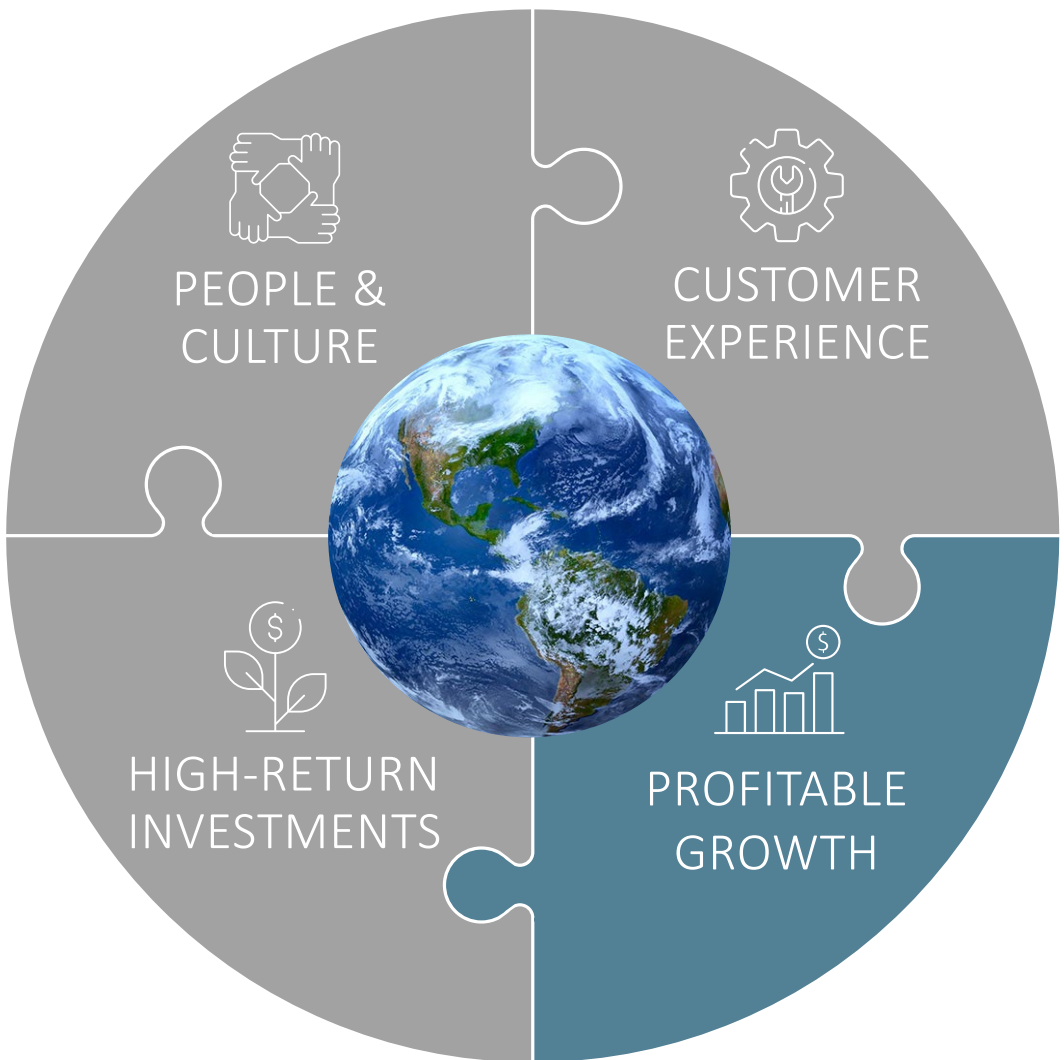 PEOPLE &
CULTURE
CUSTOMER
EXPERIENCE
$
HIGH-RETURN
INVESTMENTS
$
PROFITABLE
GROWTH